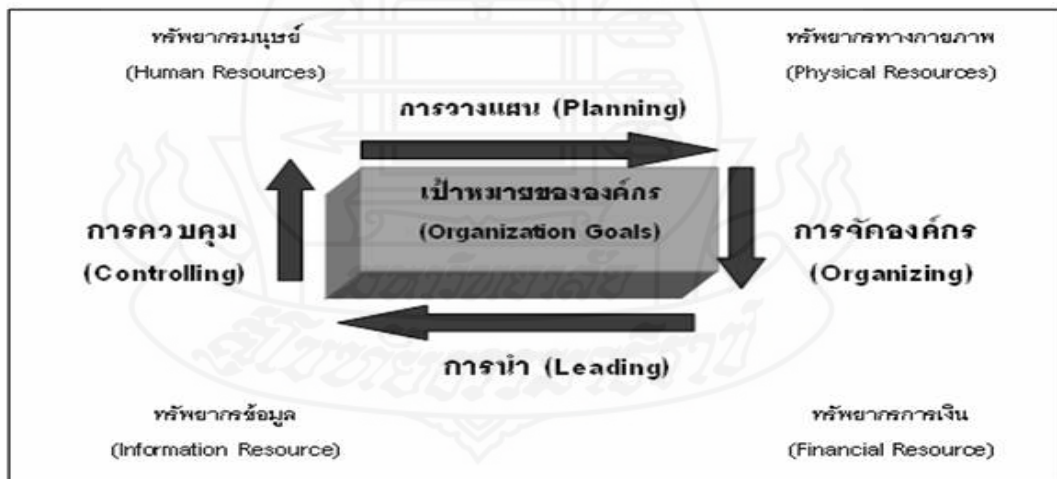 ทรัพยากรมนุษย์
(Human Resources)
ทรัพยากรทางกายภาพ
(Physical Resources)
การวางแผน (Planning)
เป้าหมายขององค์กร
(Organization Goals)
การควบคุม
(Controlling)
การจัดองค์กร
(Organizing)
การนำ (Leading)
ทรัพยากรข้อมูล
(Information Resource)
ทรัพยากรการเงิน
(Financial Resource)